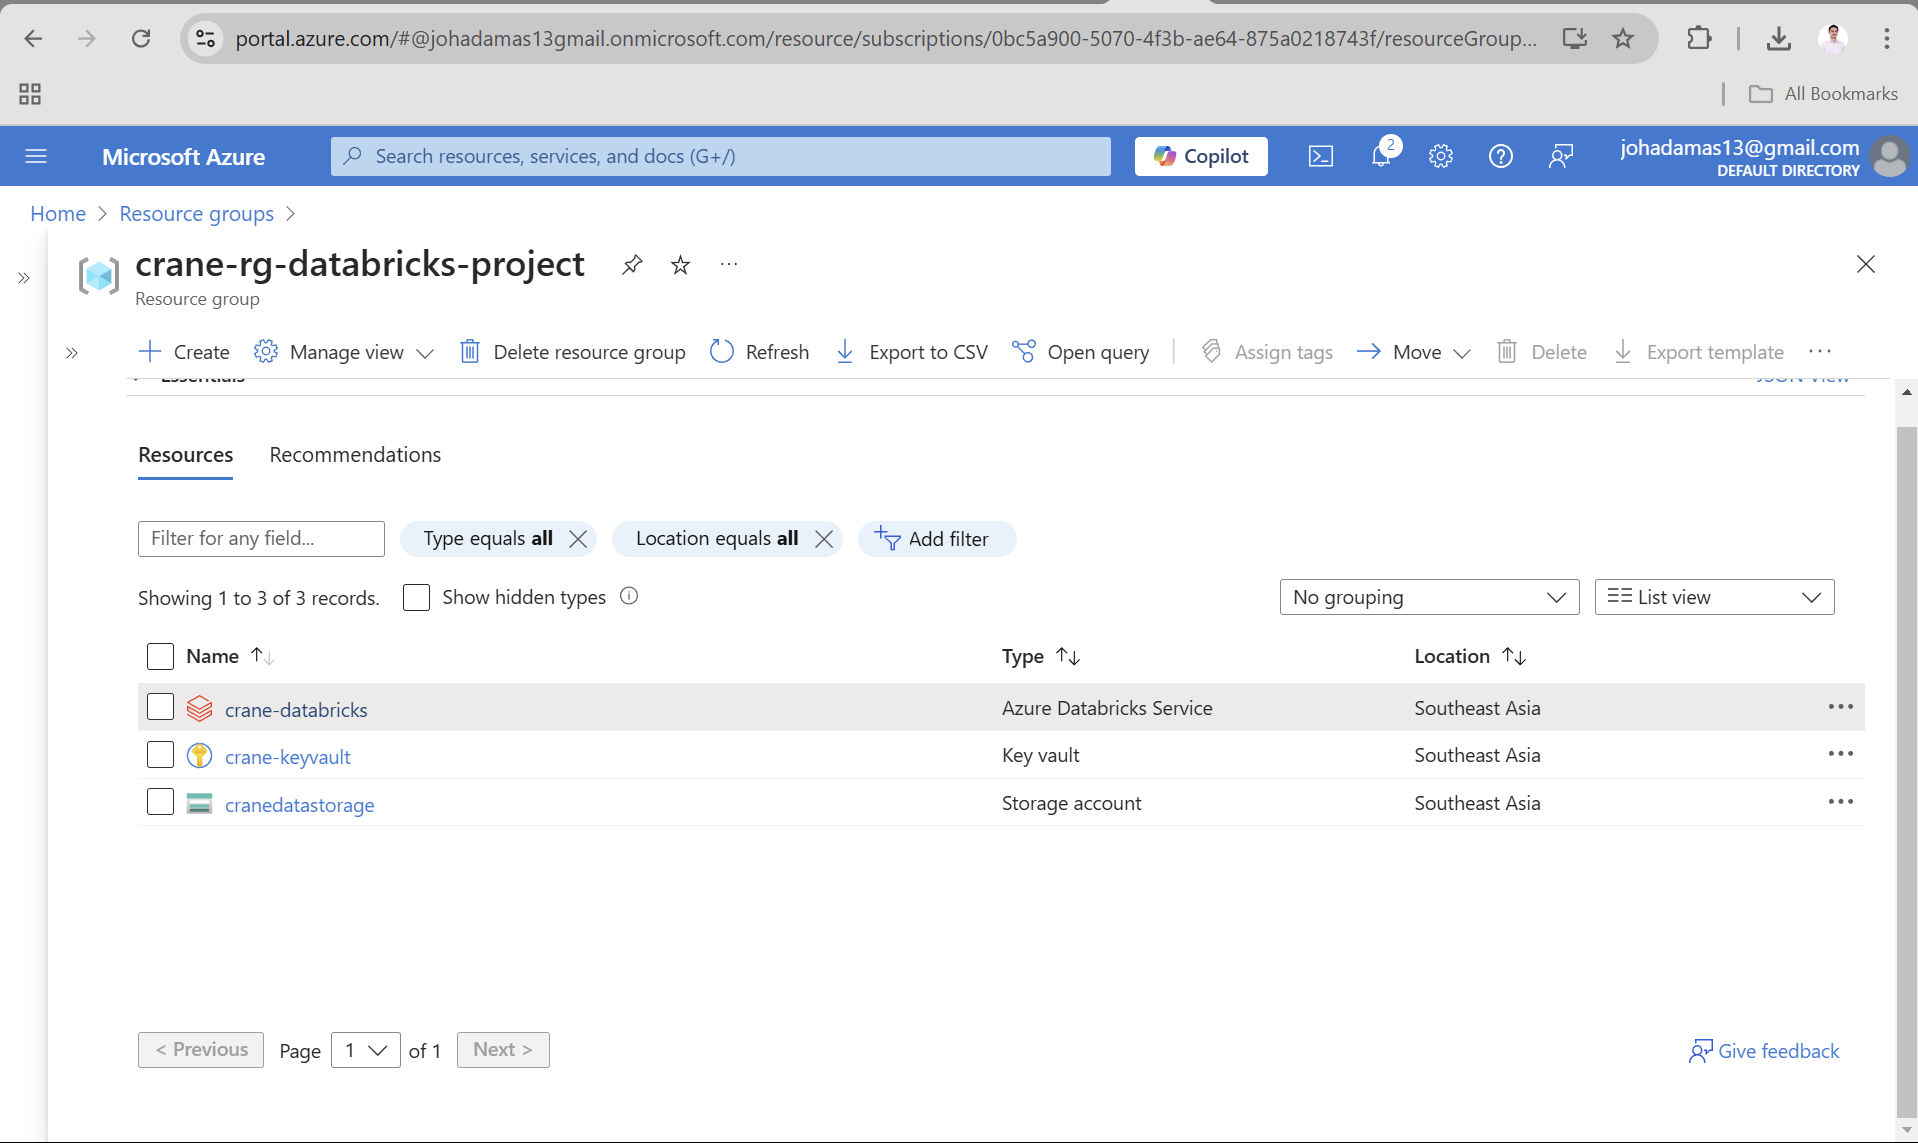 portal.azure.com/#@johadamas13gmail.onmicrosoft.com/resource/subscriptions/0bc5a900-5070-4f3b-ae64-875a0218743f/resourceGroup...
All Bookmarks
Microsoft Azure
Search resources, services, and docs (G+/)
Copilot
2
johadamas13@gmail.com
DEFAULT DIRECTORY
Home > Resource groups >
crane-rg-databricks-project
Resource group
Create Manage view Delete resource group Refresh Export to CSV Open query Assign tags Move Delete Export template
Essentials JSON View
Resources Recommendations
Filter for any field... Type equals all Location equals all Add filter
Showing 1 to 3 of 3 records. Show hidden types No grouping List view
Name Type Location
crane-databricks Azure Databricks Service Southeast Asia
crane-keyvault Key vault Southeast Asia
cranedatastorage Storage account Southeast Asia
< Previous Page 1 of 1 Next > Give feedback